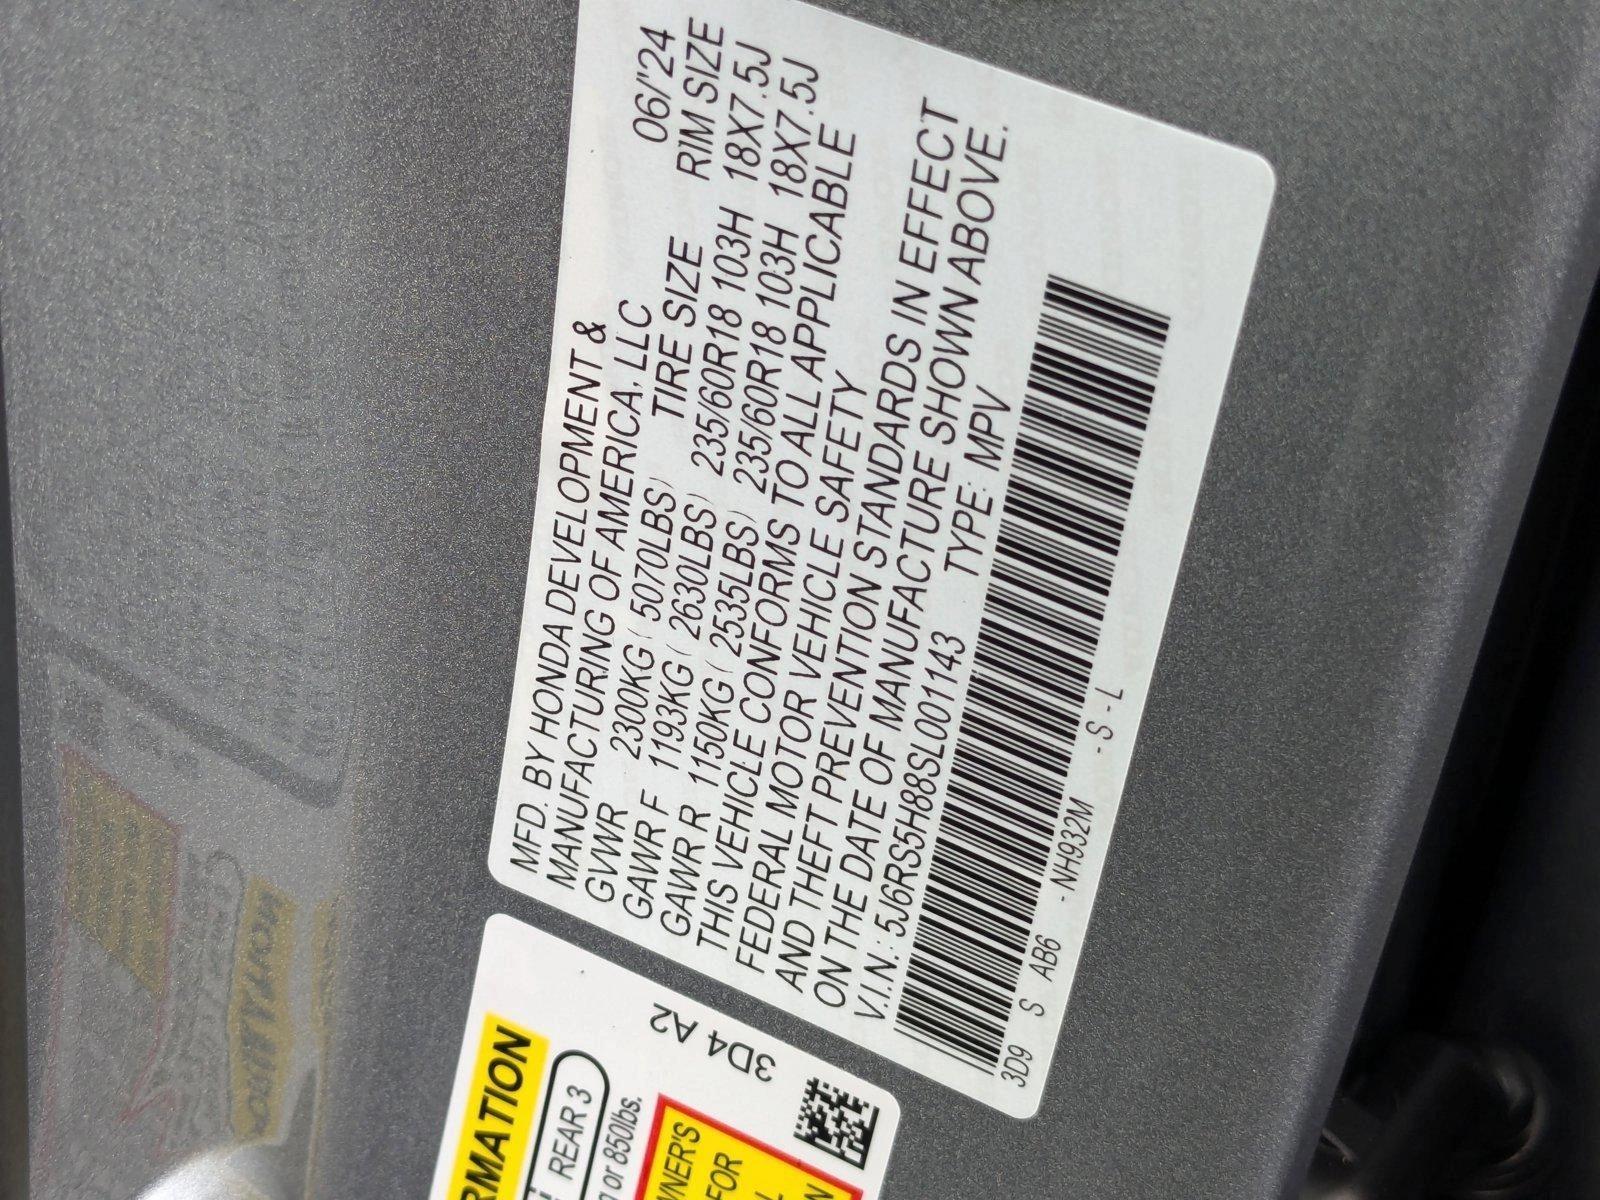 MFD. BY HONDA DEVELOPMENT &
MANUFACTURING OF AMERICA, LLC 06/'24
GVWR 2300KG( 5070LBS) TIRE SIZE RIM SIZE
GAWR F 1193KG( 2630LBS) 235/60R18 103H 18X7.5J
GAWR R 1150KG( 2535LBS) 235/60R18 103H 18X7.5J
THIS VEHICLE CONFORMS TO ALL APPLICABLE
FEDERAL MOTOR VEHICLE SAFETY
AND THEFT PREVENTION STANDARDS IN EFFECT
ON THE DATE OF MANUFACTURE SHOWN ABOVE.
V.I.N.: 5J6RS5H88SL001143 TYPE: MPV
3D9 S AB6 - NH932M - S - L
RMATION
REAR 3
or 850lbs.
WNER'S
FOR
3D4 A2